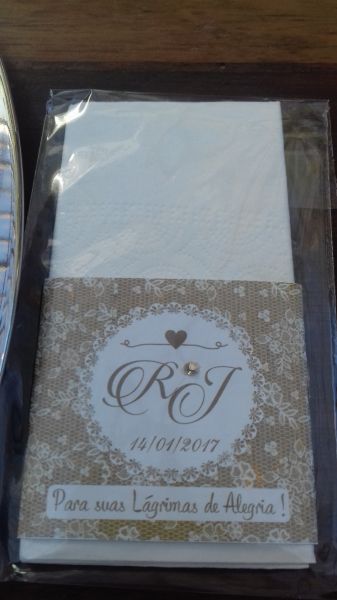 RJ
14/01/2017
Para suas Lágrimas de Alegria !